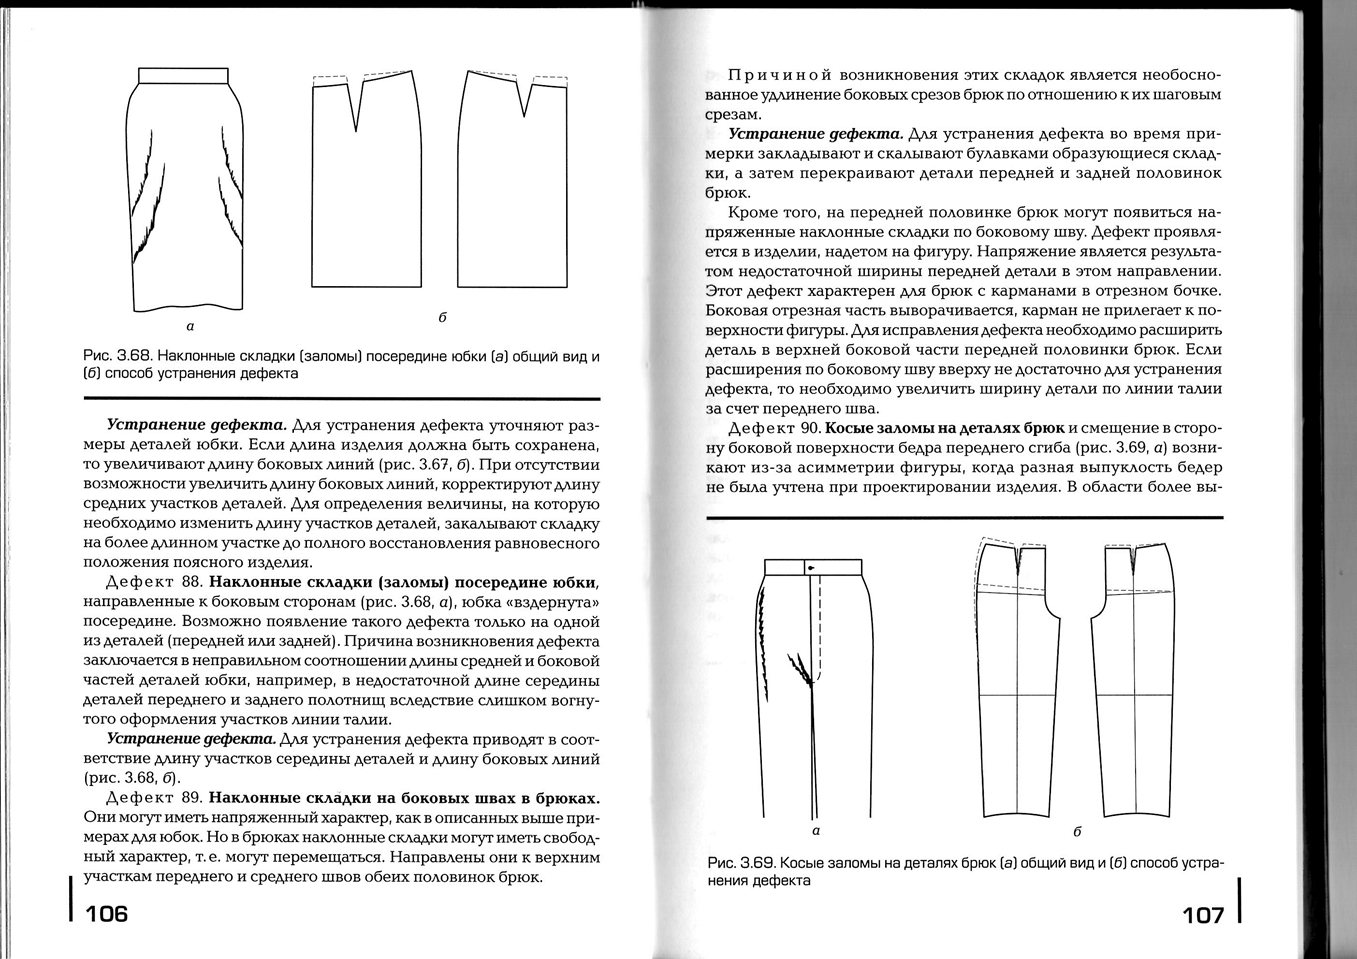 а
б
Рис. 3.68. Наклонные складки (заломы) посередине юбки (а) общий вид и
(б) способ устранения дефекта
Устранение дефекта. Для устранения дефекта уточняют раз-
меры деталей юбки. Если длина изделия должна быть сохранена,
то увеличивают длину боковых линий (рис. 3.67, б). При отсутствии
возможности увеличить длину боковых линий, корректируют длину
средних участков деталей. Для определения величины, на которую
необходимо изменить длину участков деталей, закалывают складку
на более длинном участке до полного восстановления равновесного
положения поясного изделия.
Дефект 88. Наклонные складки (заломы) посередине юбки,
направленные к боковым сторонам (рис. 3.68, а), юбка «вздернута»
посередине. Возможно появление такого дефекта только на одной
из деталей (передней или задней). Причина возникновения дефекта
заключается в неправильном соотношении длины средней и боковой
частей деталей юбки, например, в недостаточной длине середины
деталей переднего и заднего полотнищ вследствие слишком вогну-
того оформления участков линии талии.
Устранение дефекта. Для устранения дефекта приводят в соот-
ветствие длину участков середины деталей и длину боковых линий
(рис. 3.68, б).
Дефект 89. Наклонные складки на боковых швах в брюках.
Они могут иметь напряженный характер, как в описанных выше при-
мерах для юбок. Но в брюках наклонные складки могут иметь свобод-
ный характер, т. е. могут перемещаться. Направлены они к верхним
участкам переднего и среднего швов обеих половинок брюк.
106
Причиной возникновения этих складок является необосно-
ванное удлинение боковых срезов брюк по отношению к их шаговым
срезам.
Устранение дефекта. Для устранения дефекта во время при-
мерки закладывают и скалывают булавками образующиеся склад-
ки, а затем перекраивают детали передней и задней половинок
брюк.
Кроме того, на передней половинке брюк могут появиться на-
пряженные наклонные складки по боковому шву. Дефект проявля-
ется в изделии, надетом на фигуру. Напряжение является результа-
том недостаточной ширины передней детали в этом направлении.
Этот дефект характерен для брюк с карманами в отрезном бочке.
Боковая отрезная часть выворачивается, карман не прилегает к по-
верхности фигуры. Для исправления дефекта необходимо расширить
деталь в верхней боковой части передней половинки брюк. Если
расширения по боковому шву вверху не достаточно для устранения
дефекта, то необходимо увеличить ширину детали по линии талии
за счет переднего шва.
Дефект 90. Косые заломы на деталях брюк и смещение в сторо-
ну боковой поверхности бедра переднего сгиба (рис. 3.69, а) возни-
кают из-за асимметрии фигуры, когда разная выпуклость бедер
не была учтена при проектировании изделия. В области более вы-
а
б
Рис. 3.69. Косые заломы на деталях брюк (а) общий вид и (б) способ устра-
нения дефекта
107